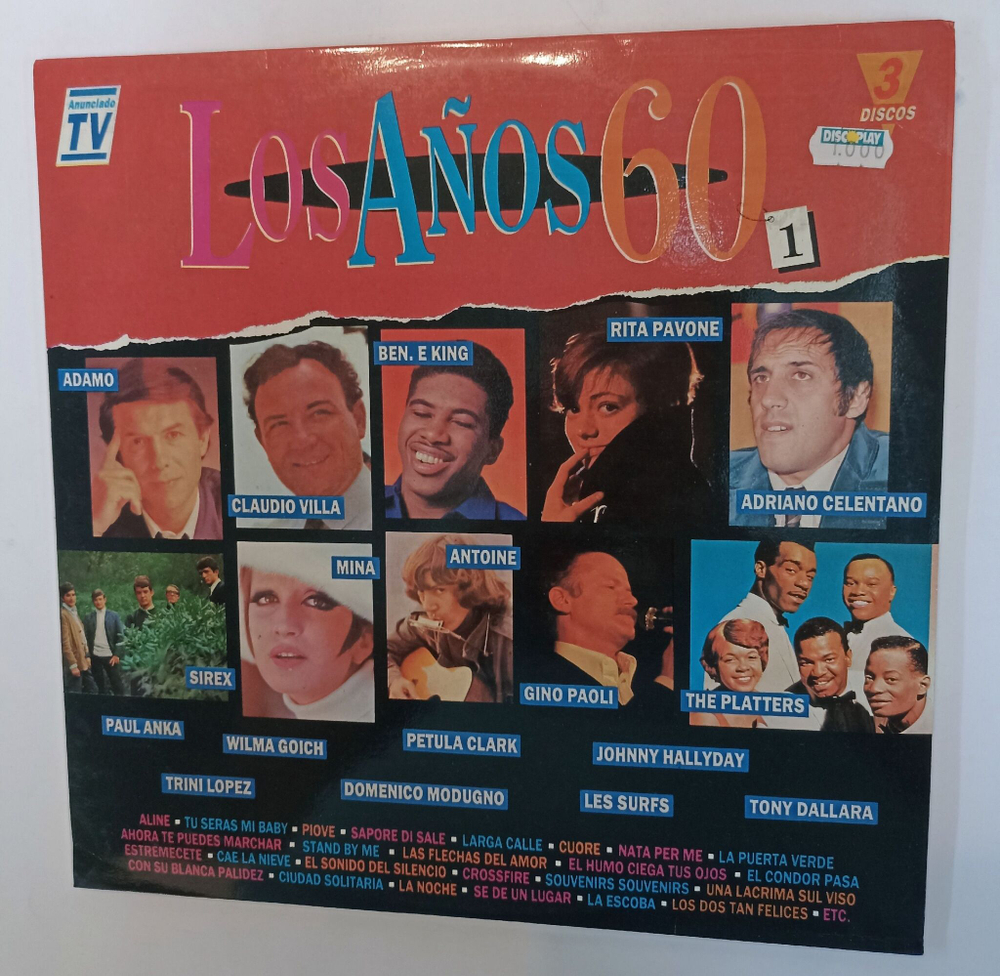 Anunciado
TV
LOS AÑOS 60
1
3
DISCOS
DISCOPLAY
1.000
ADAMO
CLAUDIO VILLA
BEN. E KING
RITA PAVONE
ADRIANO CELENTANO
SIREX
MINA
ANTOINE
GINO PAOLI
THE PLATTERS
PAUL ANKA
WILMA GOICH
PETULA CLARK
JOHNNY HALLYDAY
TRINI LOPEZ
DOMENICO MODUGNO
LES SURFS
TONY DALLARA
ALINE ▪ TU SERAS MI BABY ▪ PIOVE ▪ SAPORE DI SALE ▪ LARGA CALLE ▪ CUORE ▪ NATA PER ME ▪ LA PUERTA VERDE
AHORA TE PUEDES MARCHAR ▪ STAND BY ME ▪ LAS FLECHAS DEL AMOR ▪ EL HUMO CIEGA TUS OJOS ▪ EL CONDOR PASA
ESTREMECETE ▪ CAE LA NIEVE ▪ EL SONIDO DEL SILENCIO ▪ CROSSFIRE ▪ SOUVENIRS SOUVENIRS ▪ UNA LACRIMA SUL VISO
CON SU BLANCA PALIDEZ ▪ CIUDAD SOLITARIA ▪ LA NOCHE ▪ SE DE UN LUGAR ▪ LA ESCOBA ▪ LOS DOS TAN FELICES ▪ ETC.